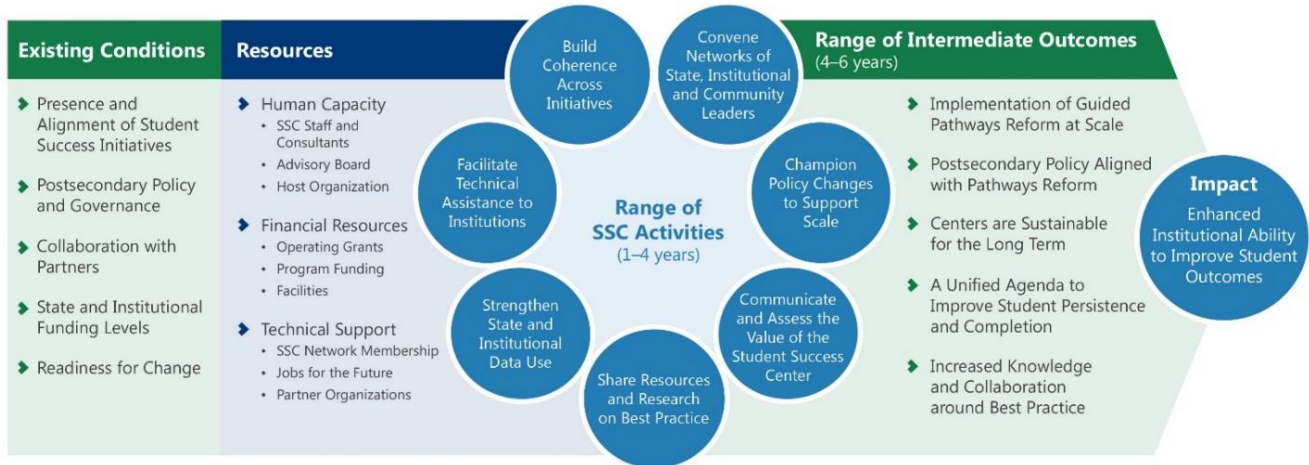 Existing Conditions
Presence and
Alignment of Student
Success Initiatives
Postsecondary Policy
and Governance
Collaboration with
Partners
State and Institutional
Funding Levels
Readiness for Change
Resources
Human Capacity
• SSC Staff and
Consultants
• Advisory Board
• Host Organization
Financial Resources
• Operating Grants
• Program Funding
• Facilities
Technical Support
• SSC Network Membership
• Jobs for the Future
• Partner Organizations
Range of
SSC Activities
(1–4 years)
Build
Coherence
Across
Initiatives
Convene
Networks of
State, Institutional
and Community
Leaders
Champion
Policy Changes
to Support
Scale
Communicate
and Assess the
Value of the
Student Success
Center
Share Resources
and Research
on Best Practice
Strengthen
State and
Institutional
Data Use
Facilitate
Technical
Assistance to
Institutions
Range of Intermediate Outcomes
(4–6 years)
Implementation of Guided
Pathways Reform at Scale
Postsecondary Policy Aligned
with Pathways Reform
Centers are Sustainable
for the Long Term
A Unified Agenda to
Improve Student Persistence
and Completion
Increased Knowledge
and Collaboration
around Best Practice
Impact
Enhanced
Institutional Ability
to Improve Student
Outcomes